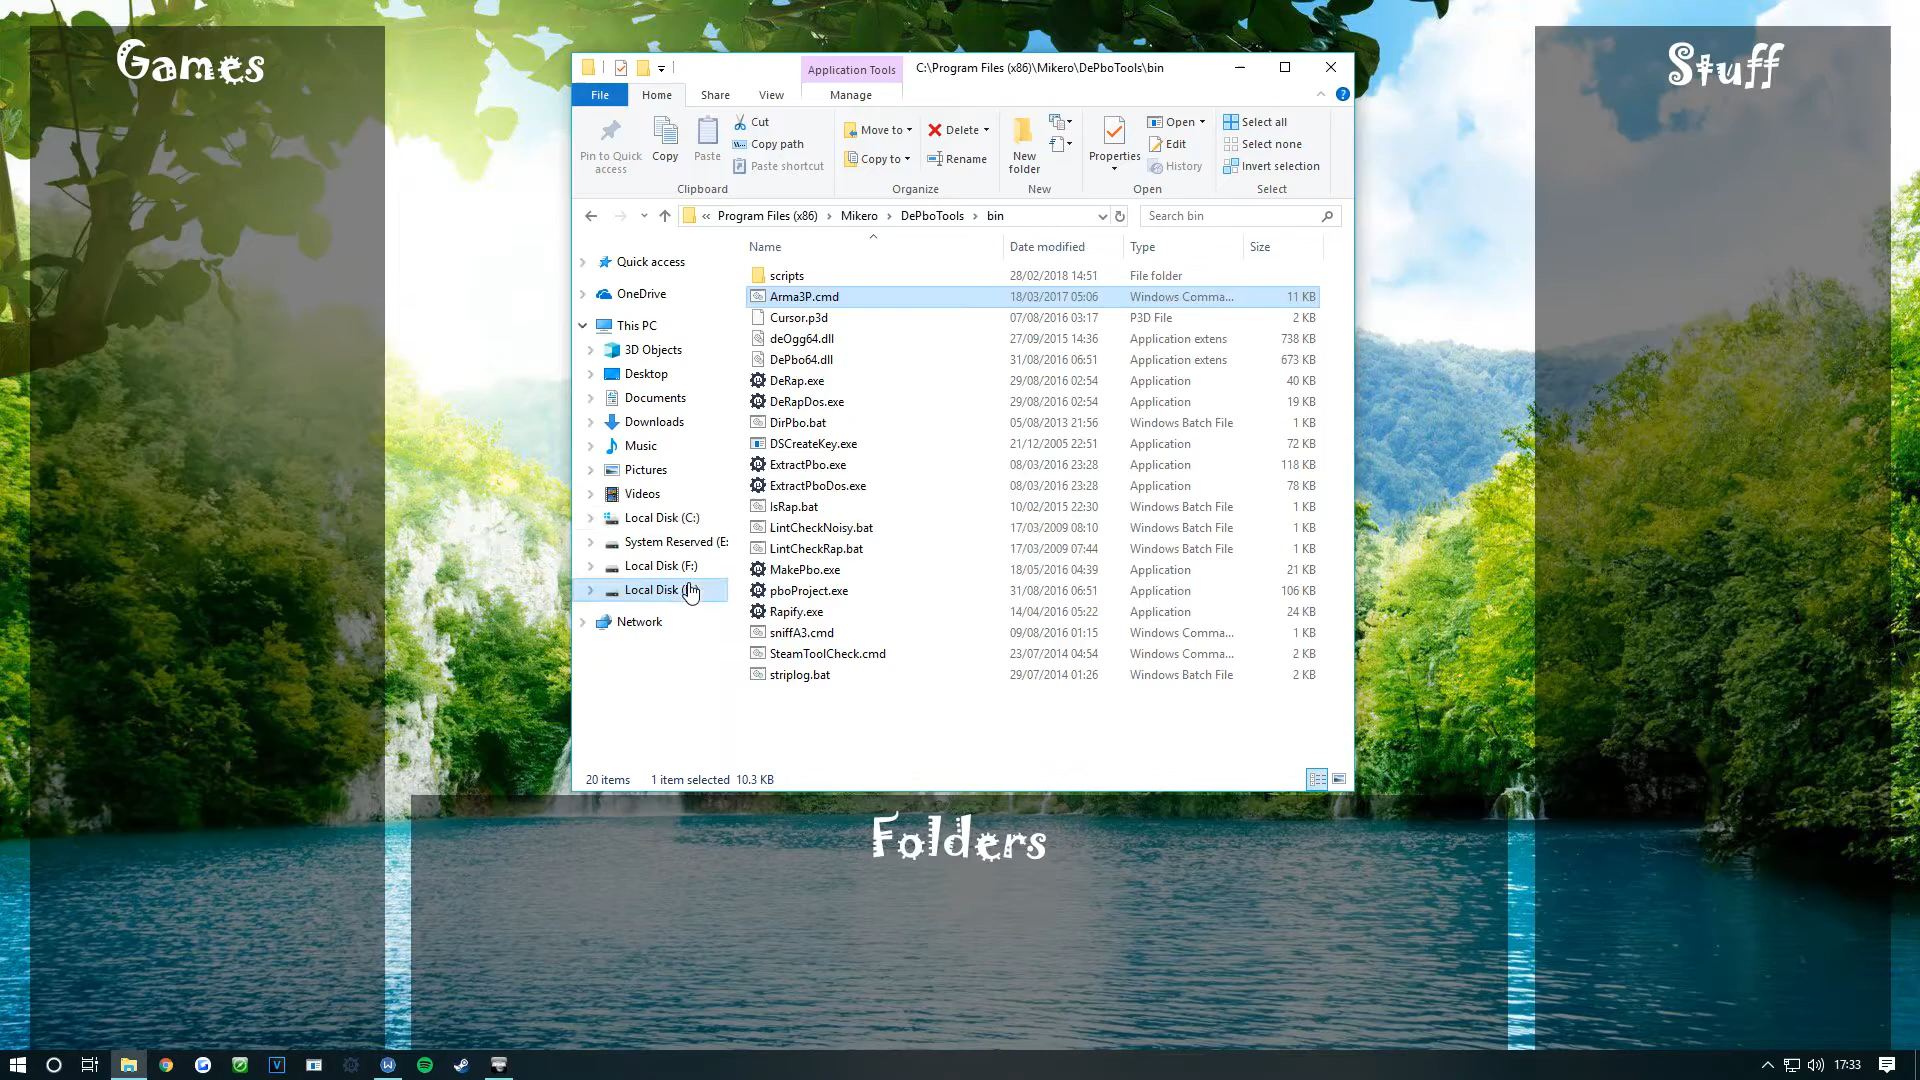 Games
Stuff
Folders
Application Tools
C:\Program Files (x86)\Mikero\DePboTools\bin
File
Home
Share
View
Manage
Pin to Quick access
Copy
Paste
Cut
Copy path
Paste shortcut
Clipboard
Move to
Copy to
Delete
Rename
Organize
New folder
New
Properties
Open
Edit
History
Open
Select all
Select none
Invert selection
Select
« Program Files (x86) › Mikero › DePboTools › bin
Search bin
Quick access
OneDrive
This PC
3D Objects
Desktop
Documents
Downloads
Music
Pictures
Videos
Local Disk (C:)
System Reserved (E:
Local Disk (F:)
Local Disk
Network
Name Date modified Type Size
scripts 28/02/2018 14:51 File folder
Arma3P.cmd 18/03/2017 05:06 Windows Comma... 11 KB
Cursor.p3d 07/08/2016 03:17 P3D File 2 KB
deOgg64.dll 27/09/2015 14:36 Application extens 738 KB
DePbo64.dll 31/08/2016 06:51 Application extens 673 KB
DeRap.exe 29/08/2016 02:54 Application 40 KB
DeRapDos.exe 29/08/2016 02:54 Application 19 KB
DirPbo.bat 05/08/2013 21:56 Windows Batch File 1 KB
DSCreateKey.exe 21/12/2005 22:51 Application 72 KB
ExtractPbo.exe 08/03/2016 23:28 Application 118 KB
ExtractPboDos.exe 08/03/2016 23:28 Application 78 KB
IsRap.bat 10/02/2015 22:30 Windows Batch File 1 KB
LintCheckNoisy.bat 17/03/2009 08:10 Windows Batch File 1 KB
LintCheckRap.bat 17/03/2009 07:44 Windows Batch File 1 KB
MakePbo.exe 18/05/2016 04:39 Application 21 KB
pboProject.exe 31/08/2016 06:51 Application 106 KB
Rapify.exe 14/04/2016 05:22 Application 24 KB
sniffA3.cmd 09/08/2016 01:15 Windows Comma... 1 KB
SteamToolCheck.cmd 23/07/2014 04:54 Windows Comma... 2 KB
striplog.bat 29/07/2014 01:26 Windows Batch File 2 KB
20 items 1 item selected 10.3 KB
17:33